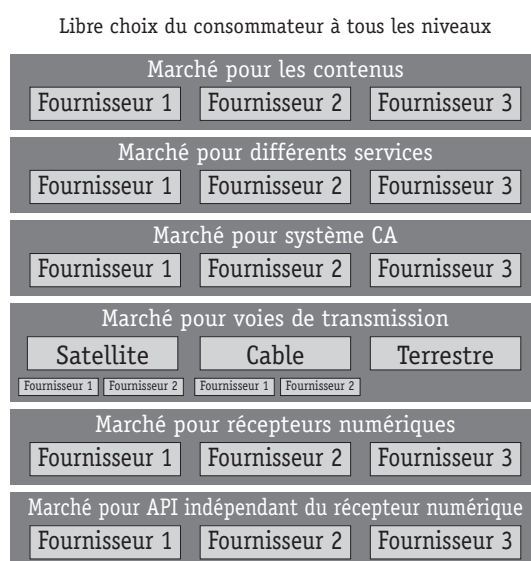 Libre choix du consommateur à tous les niveaux
Marché pour les contenus
Fournisseur 1 Fournisseur 2 Fournisseur 3
Marché pour différents services
Fournisseur 1 Fournisseur 2 Fournisseur 3
Marché pour système CA
Fournisseur 1 Fournisseur 2 Fournisseur 3
Marché pour voies de transmission
Satellite Cable Terrestre
Fournisseur 1 Fournisseur 2 Fournisseur 1 Fournisseur 2
Marché pour récepteurs numériques
Fournisseur 1 Fournisseur 2 Fournisseur 3
Marché pour API indépendant du récepteur numérique
Fournisseur 1 Fournisseur 2 Fournisseur 3